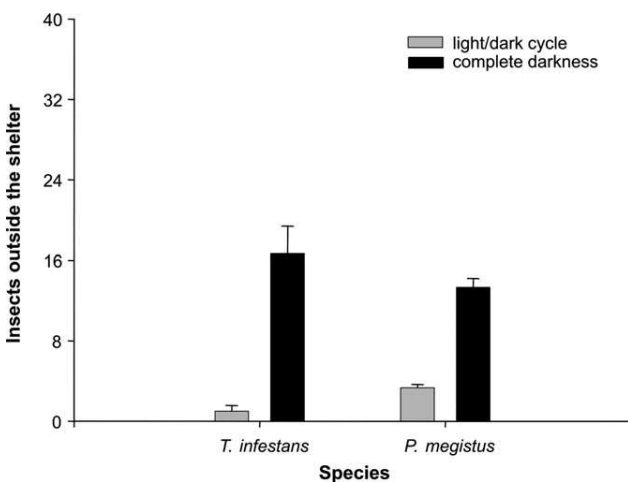 40
32
24
16
8
0
Insects outside the shelter
light/dark cycle
complete darkness
T. infestans
P. megistus
Species